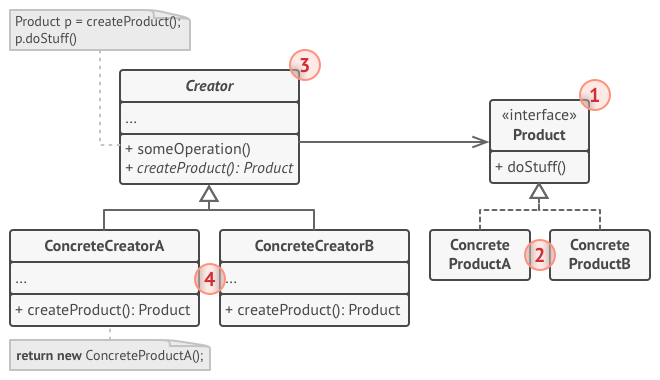 Product p = createProduct();
p.doStuff()
3
Creator
...
+ someOperation()
+ createProduct(): Product
1
«interface»
Product
+ doStuff()
ConcreteCreatorA
...
+ createProduct(): Product
4
ConcreteCreatorB
...
+ createProduct(): Product
Concrete
ProductA
2
Concrete
ProductB
return new ConcreteProductA();